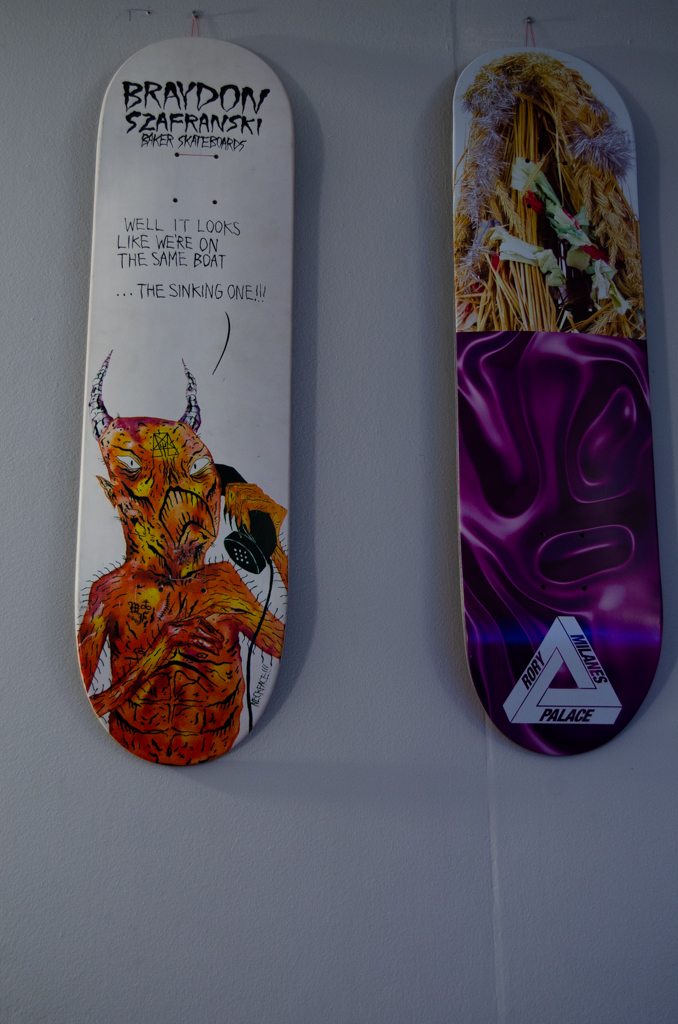 BRAYDON
SZAFRANSKI
BAKER SKATEBOARDS
WELL IT LOOKS
LIKE WE'RE ON
THE SAME BOAT
... THE SINKING ONE!!!
NECKFACE!!!
RORY
MILANES
PALACE